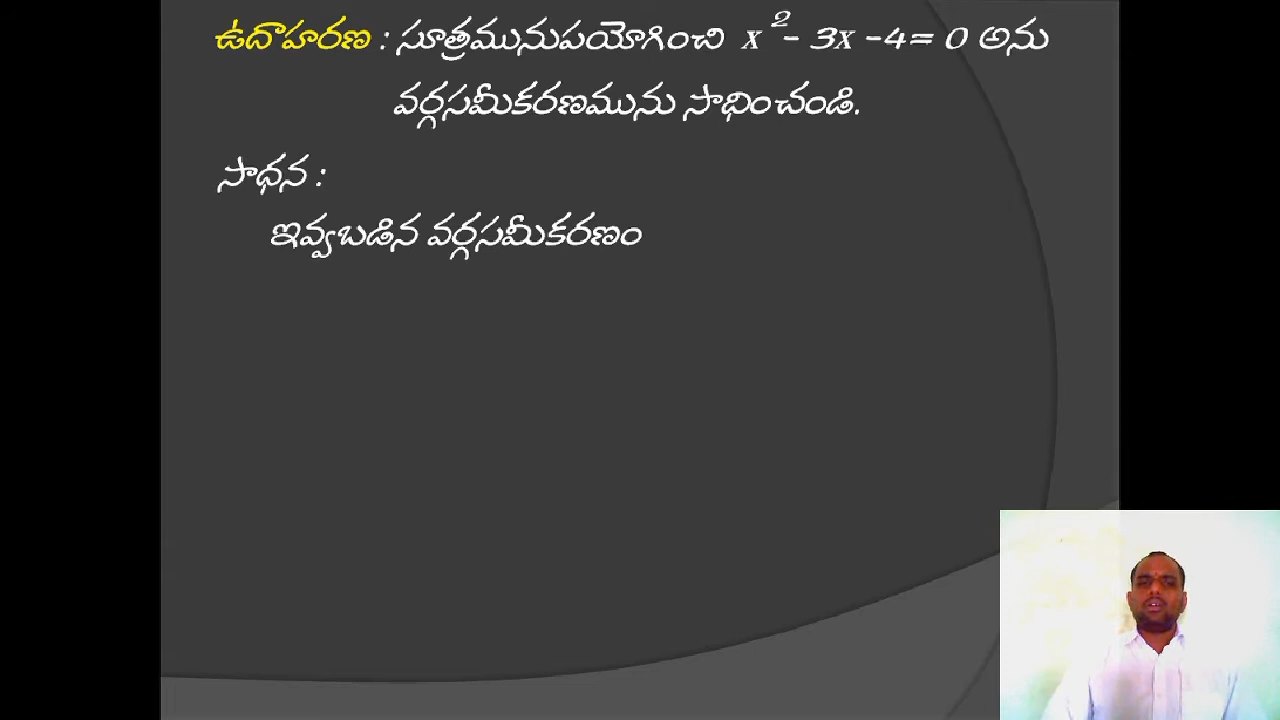 ఉదాహరణ : సూత్రమునుపయోగించి x² - 3x -4= 0 అను
వర్గసమీకరణమును సాధించండి.
సాధన :
ఇవ్వబడిన వర్గసమీకరణం